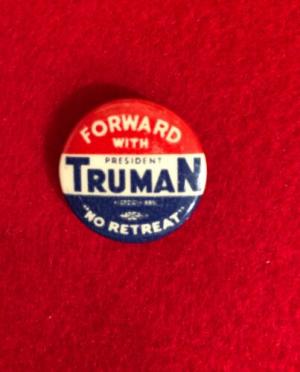 FORWARD
WITH
PRESIDENT
TRUMAN
"NO RETREAT"